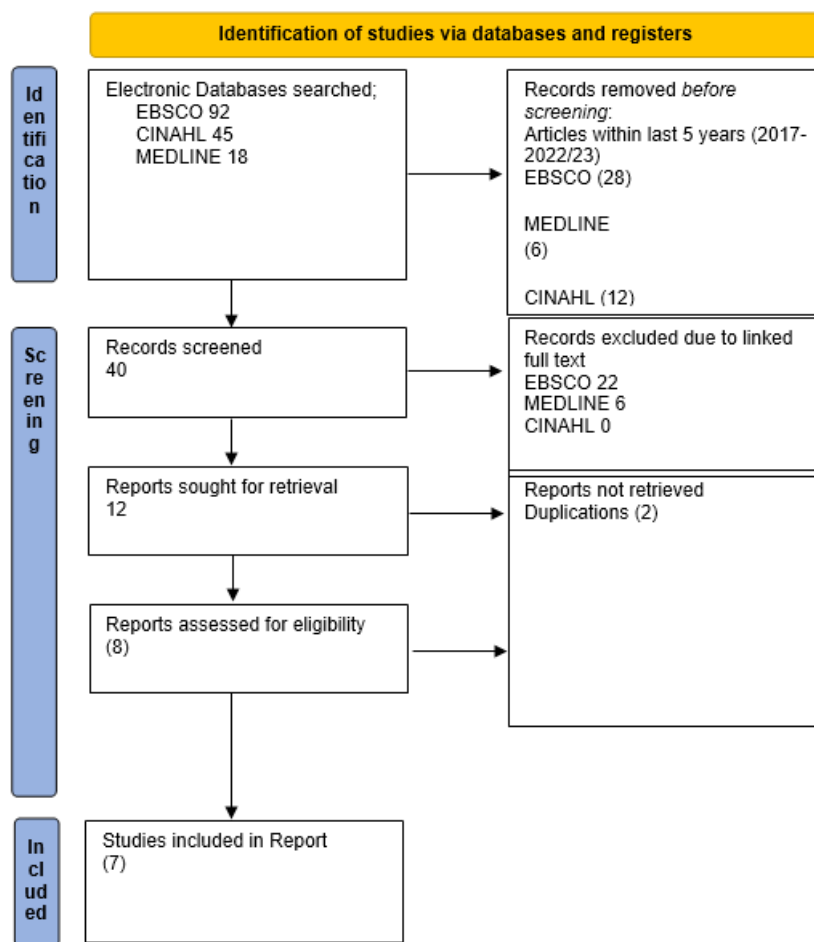 Identification of studies via databases and registers
Id
en
tifi
ca
tio
n
Electronic Databases searched;
EBSCO 92
CINAHL 45
MEDLINE 18
Records removed before
screening:
Articles within last 5 years (2017-
2022/23)
EBSCO (28)
MEDLINE
(6)
CINAHL (12)
Sc
re
en
in
g
Records screened
40
Records excluded due to linked
full text
EBSCO 22
MEDLINE 6
CINAHL 0
Reports sought for retrieval
12
Reports not retrieved
Duplications (2)
Reports assessed for eligibility
(8)
In
cl
ud
ed
Studies included in Report
(7)